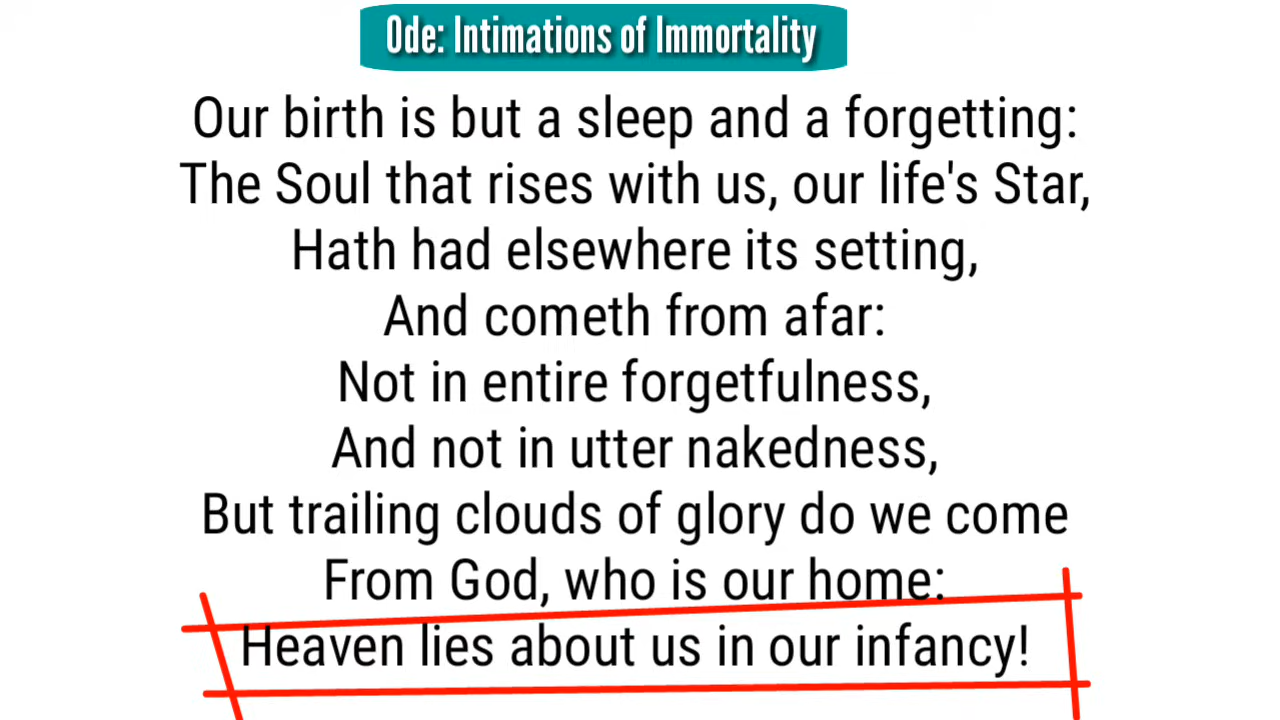 Ode: Intimations of Immortality
Our birth is but a sleep and a forgetting:
The Soul that rises with us, our life's Star,
Hath had elsewhere its setting,
And cometh from afar:
Not in entire forgetfulness,
And not in utter nakedness,
But trailing clouds of glory do we come
From God, who is our home:
Heaven lies about us in our infancy!